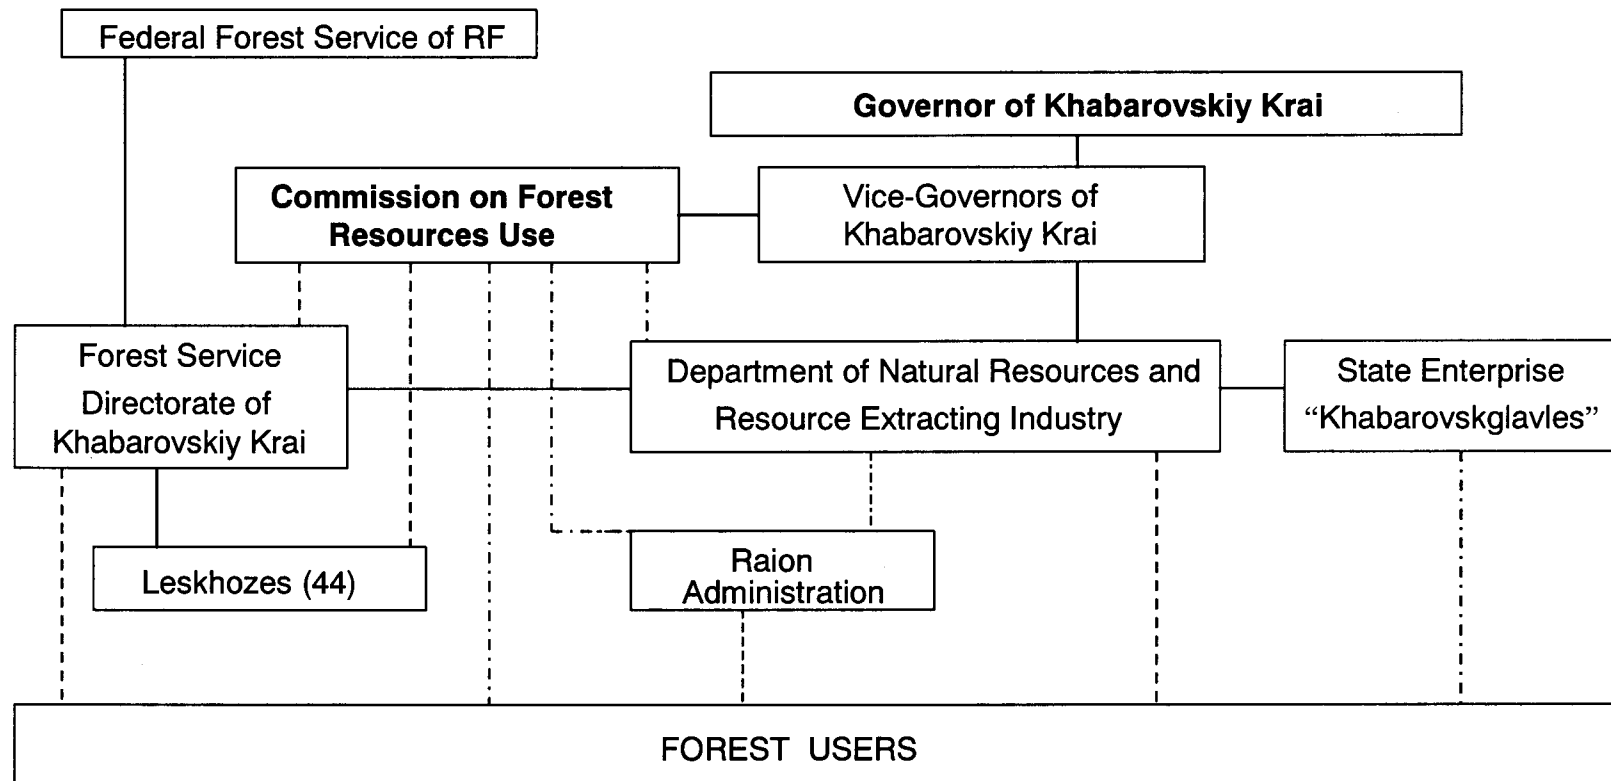 Federal Forest Service of RF
Governor of Khabarovskiy Krai
Commission on Forest
Resources Use
Vice-Governors of
Khabarovskiy Krai
Forest Service
Directorate of
Khabarovskiy Krai
Department of Natural Resources and
Resource Extracting Industry
State Enterprise
“Khabarovskglavles”
Leskhozes (44)
Raion
Administration
FOREST USERS